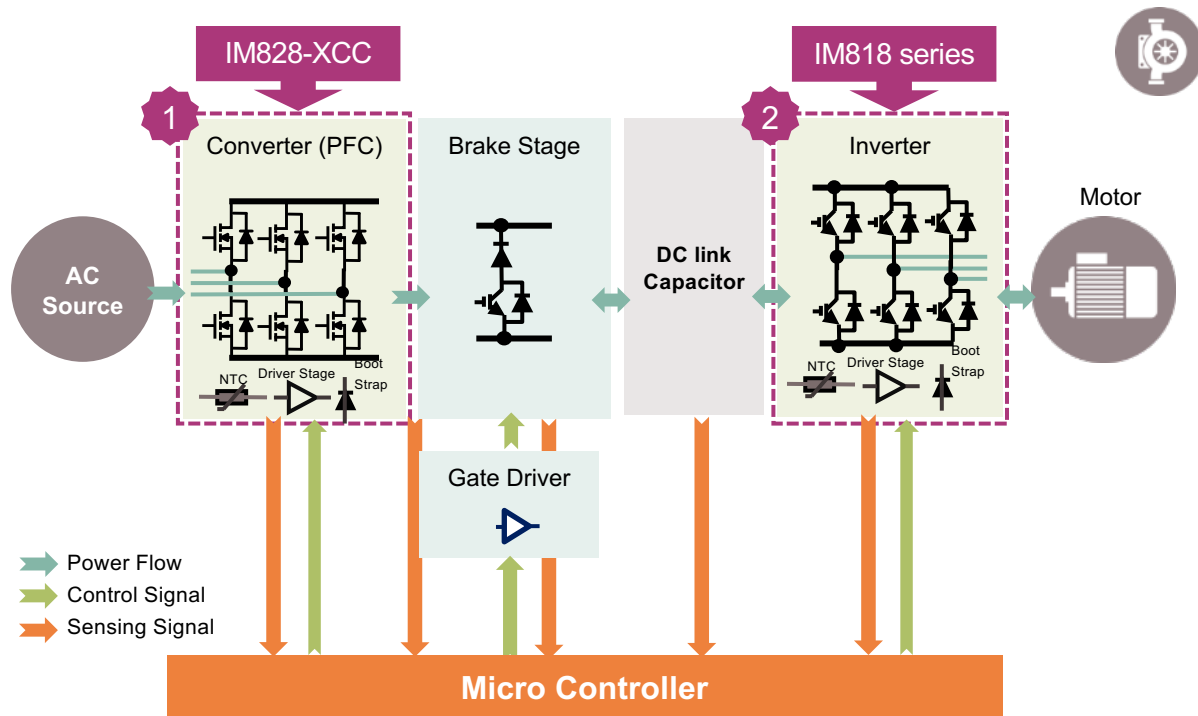 IM828-XCC
IM818 series
1
2
Converter (PFC)
Brake Stage
Inverter
Motor
AC
Source
DC link
Capacitor
NTC
Driver Stage
Boot
Strap
NTC
Driver Stage
Boot
Strap
Gate Driver
Power Flow
Control Signal
Sensing Signal
Micro Controller